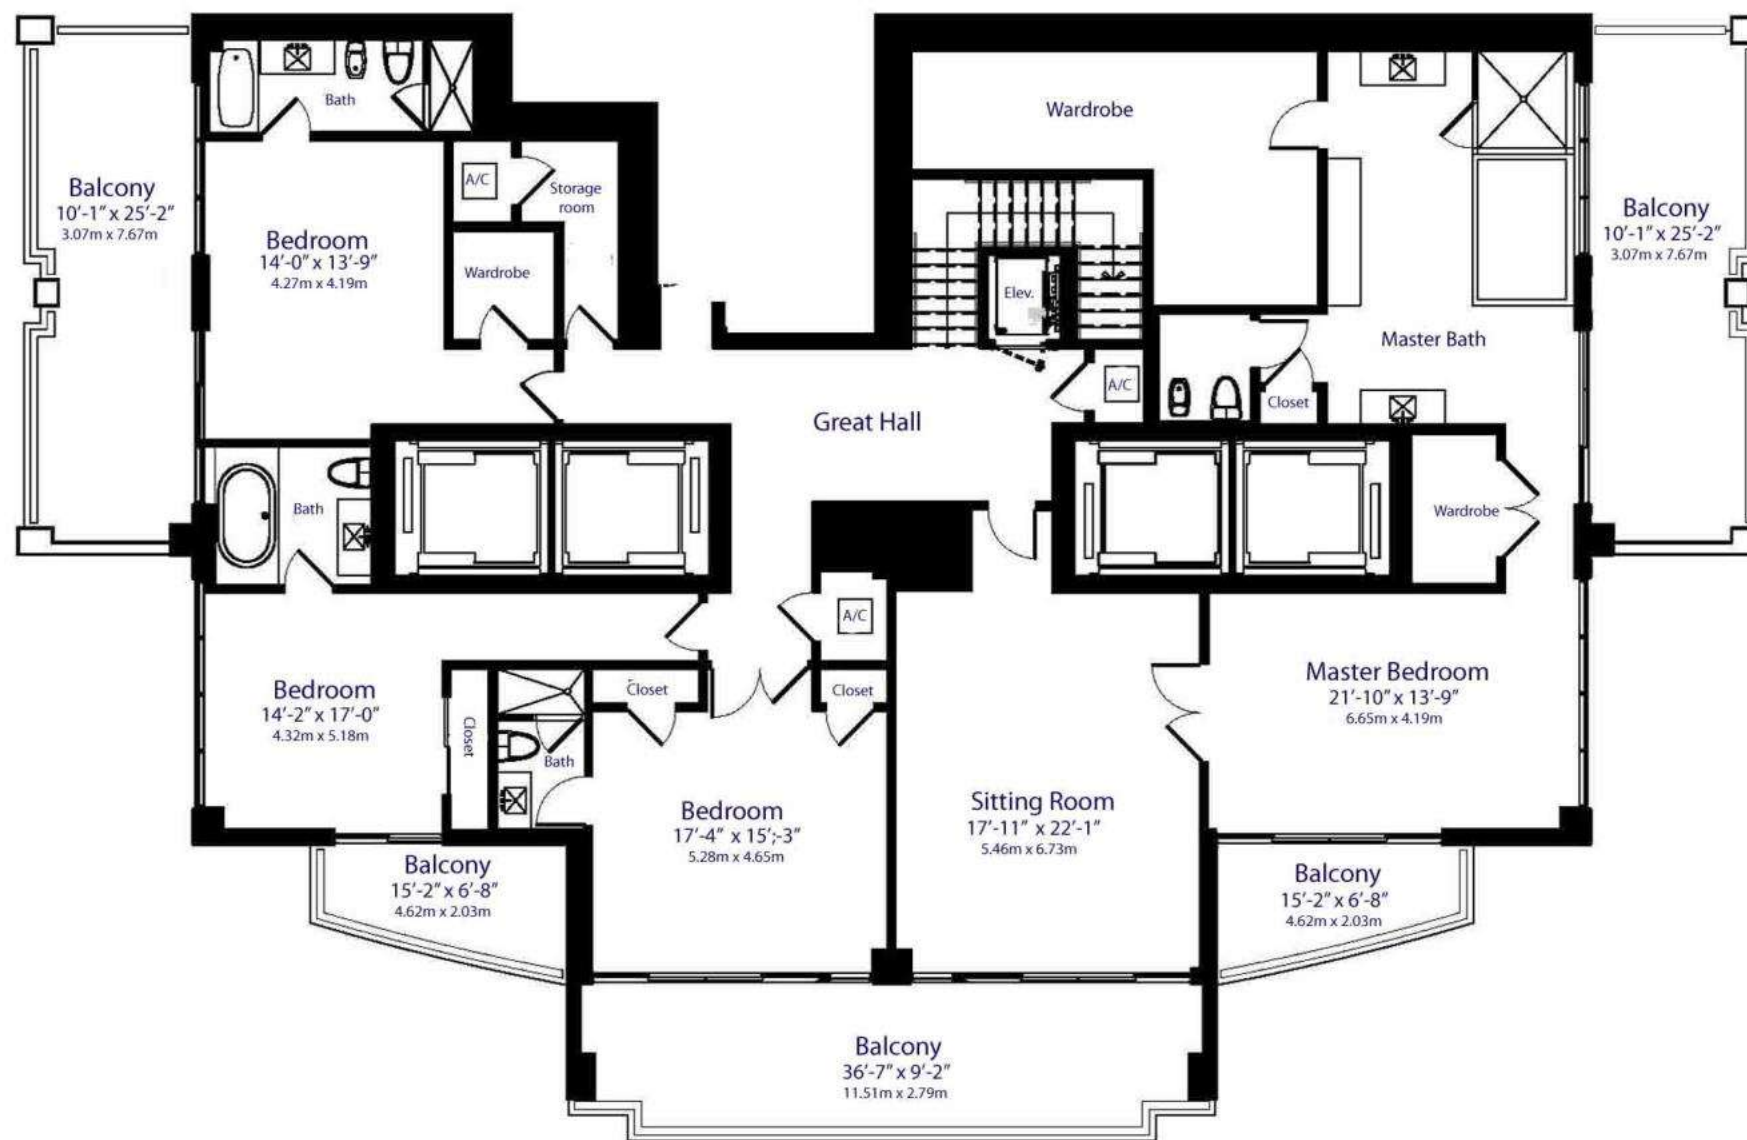 Bath
Wardrobe
Balcony
10'-1" x 25'-2"
3.07m x 7.67m
Bedroom
14'-0" x 13'-9"
4.27m x 4.19m
A/C
Storage
room
Wardrobe
Elev.
Balcony
10'-1" x 25'-2"
3.07m x 7.67m
Master Bath
A/C
Closet
Great Hall
Bath
Wardrobe
A/C
Bedroom
14'-2" x 17'-0"
4.32m x 5.18m
Closet
Closet
Closet
Bath
Master Bedroom
21'-10" x 13'-9"
6.65m x 4.19m
Bedroom
17'-4" x 15';-3"
5.28m x 4.65m
Sitting Room
17'-11" x 22'-1"
5.46m x 6.73m
Balcony
15'-2" x 6'-8"
4.62m x 2.03m
Balcony
15'-2" x 6'-8"
4.62m x 2.03m
Balcony
36'-7" x 9'-2"
11.51m x 2.79m